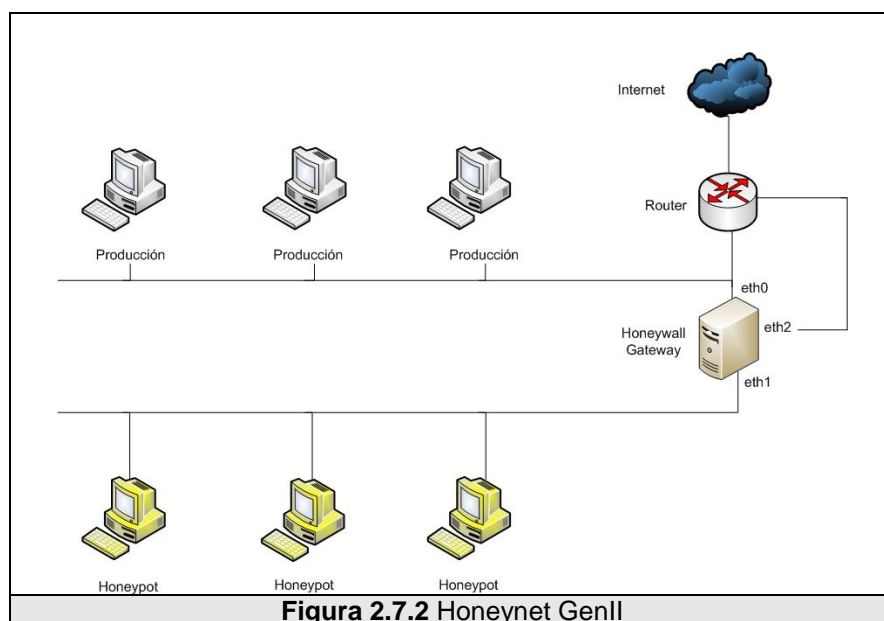 Internet
Router
Producción Producción Producción
eth0
eth2
Honeywall
Gateway
eth1
Honeypot Honeypot Honeypot
Figura 2.7.2 Honeynet GenII